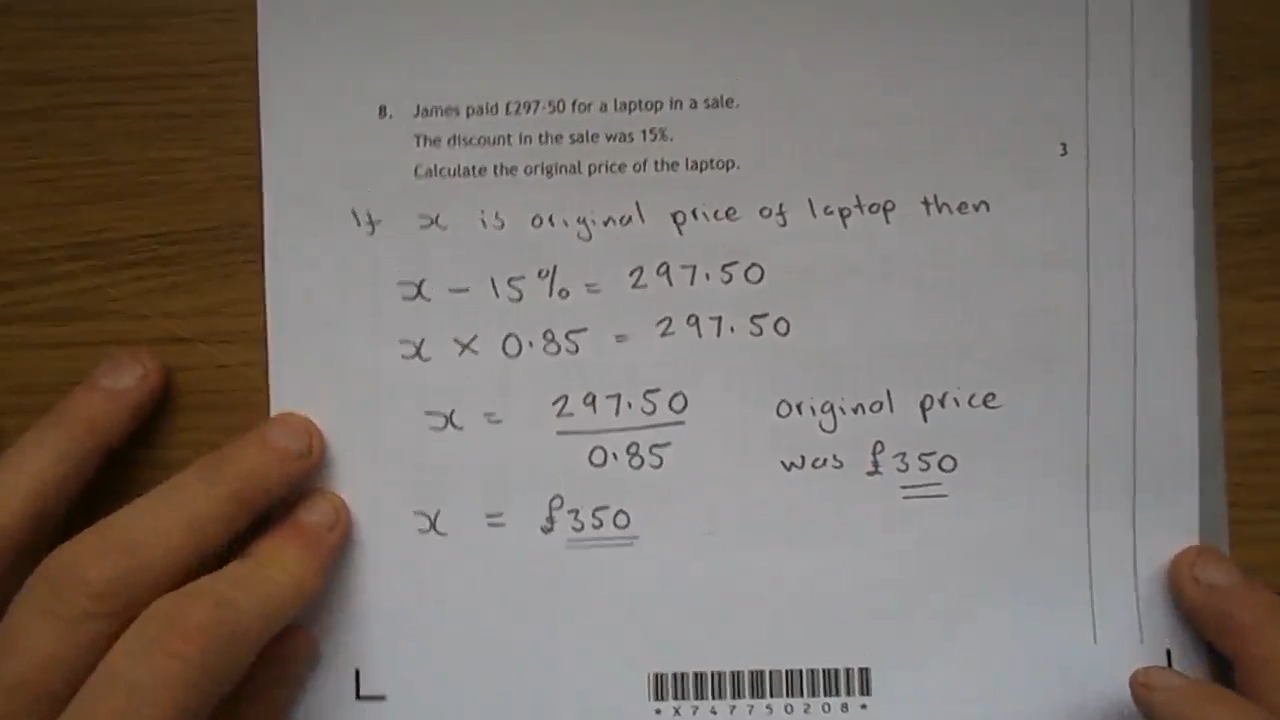 8. James paid £297·50 for a laptop in a sale.
The discount in the sale was 15%.
Calculate the original price of the laptop.
3
If x is original price of laptop then
x - 15% = 297.50
x × 0.85 = 297.50
x = 297.50
0.85
original price
was £350
x = £350
*X747750208*